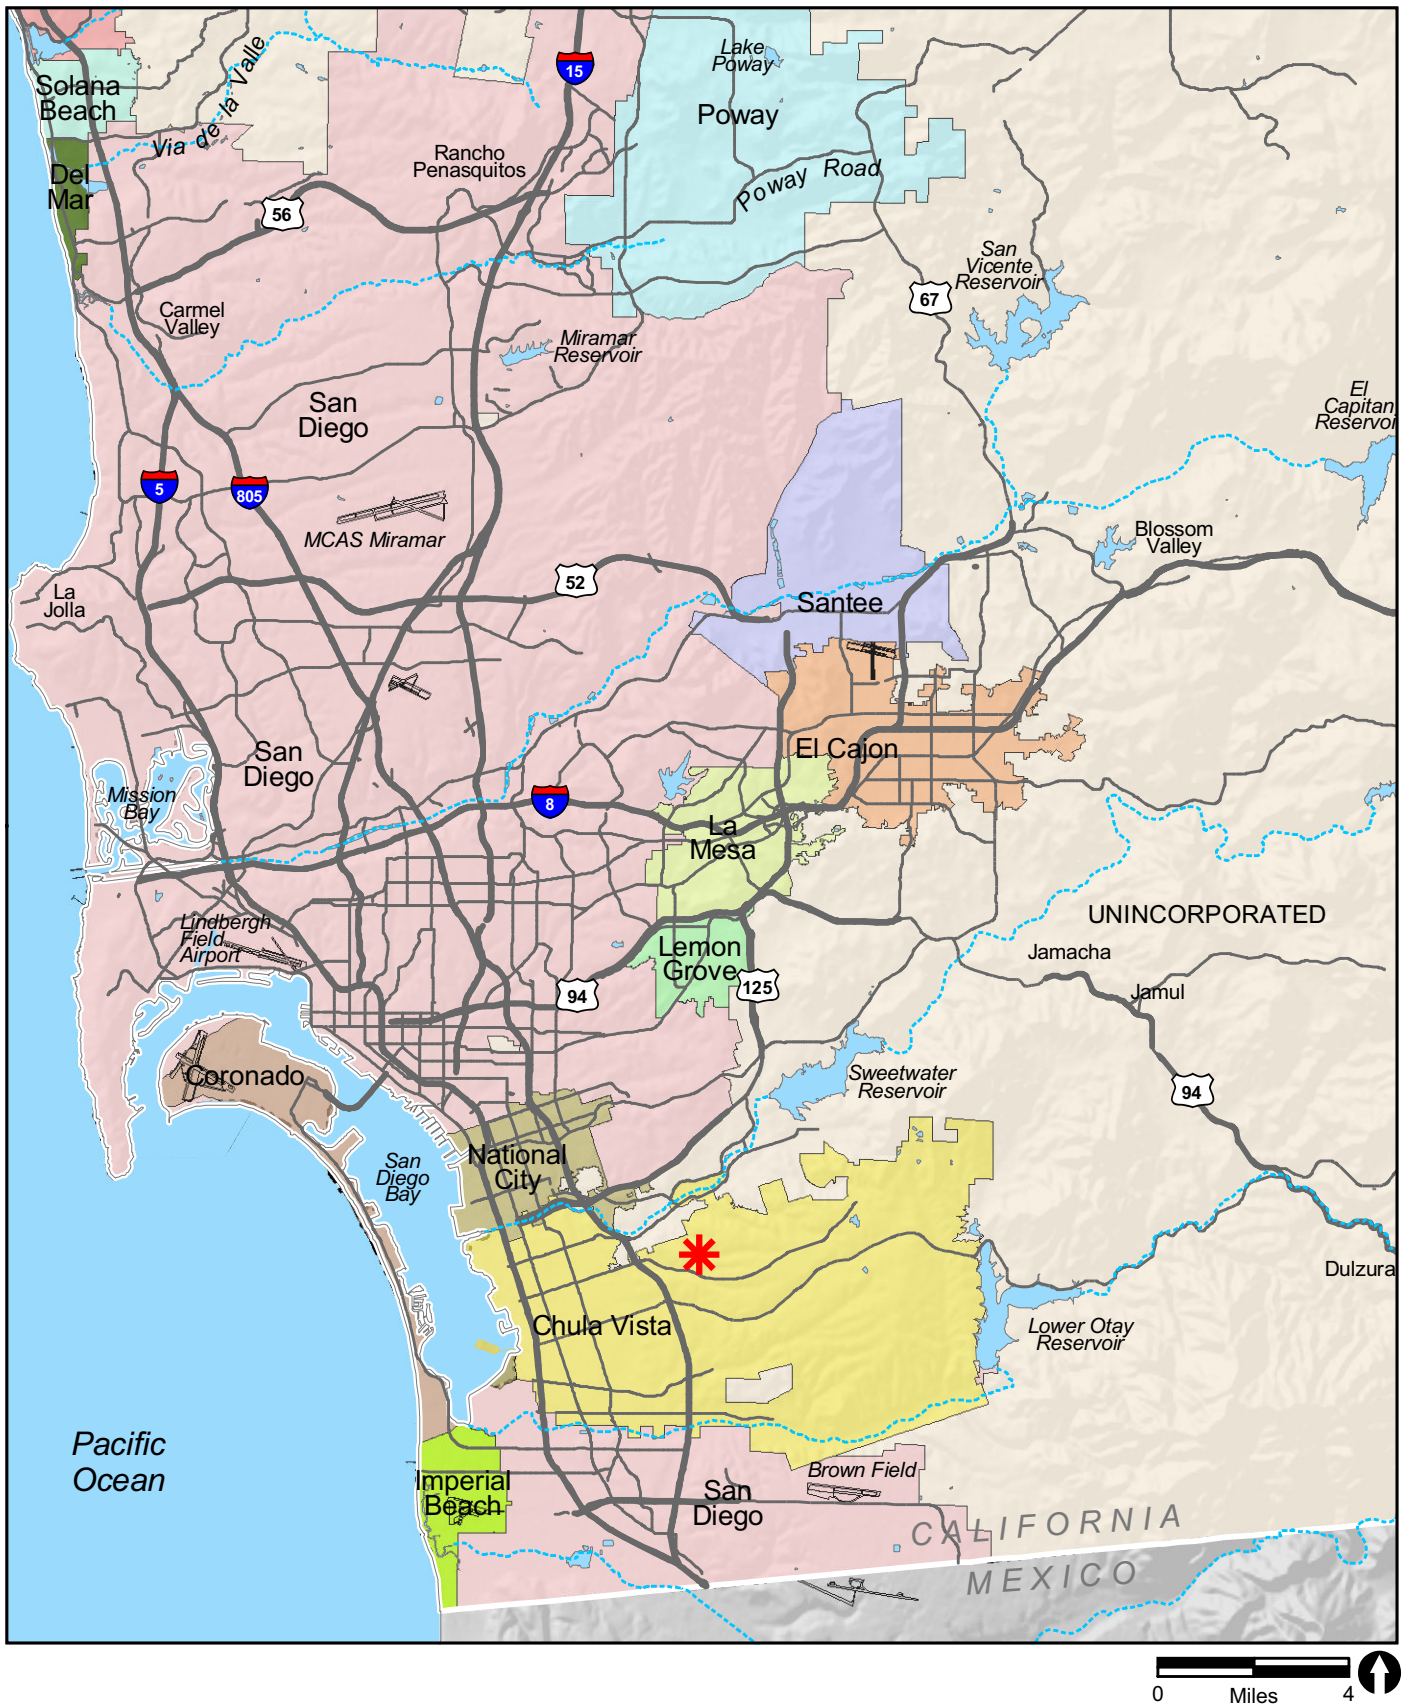 Solana
Beach
Via de la Valle
Del
Mar
15
Lake
Poway
Poway
Rancho
Penasquitos
Poway Road
56
San
Vicente
Reservoir
67
Carmel
Valley
Miramar
Reservoir
San
Diego
El
Capitan
Reservoi
5
805
MCAS Miramar
Blossom
Valley
52
La
Jolla
Santee
San
Diego
El Cajon
Mission
Bay
8
La
Mesa
Lindbergh
Field
Airport
UNINCORPORATED
Lemon
Grove
Jamacha
94
125
Jamul
Coronado
Sweetwater
Reservoir
94
National
City
San
Diego
Bay
Dulzura
Chula Vista
Lower Otay
Reservoir
Pacific
Ocean
Imperial
Beach
Brown Field
San
Diego
CALIFORNIA
MEXICO
0 Miles 4